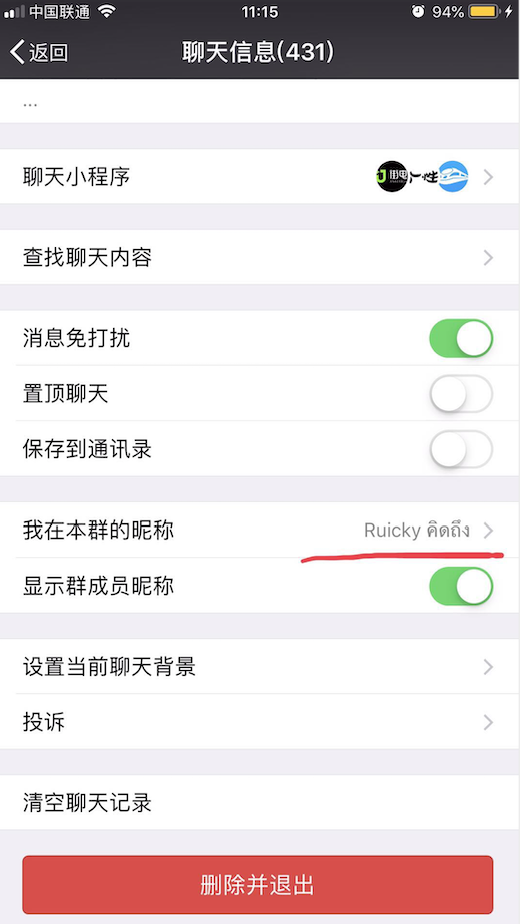 中国联通 11:15 94%
返回 聊天信息(431)
...
聊天小程序
查找聊天内容
消息免打扰
置顶聊天
保存到通讯录
我在本群的昵称 Ruicky คิดถึง
显示群成员昵称
设置当前聊天背景
投诉
清空聊天记录
删除并退出